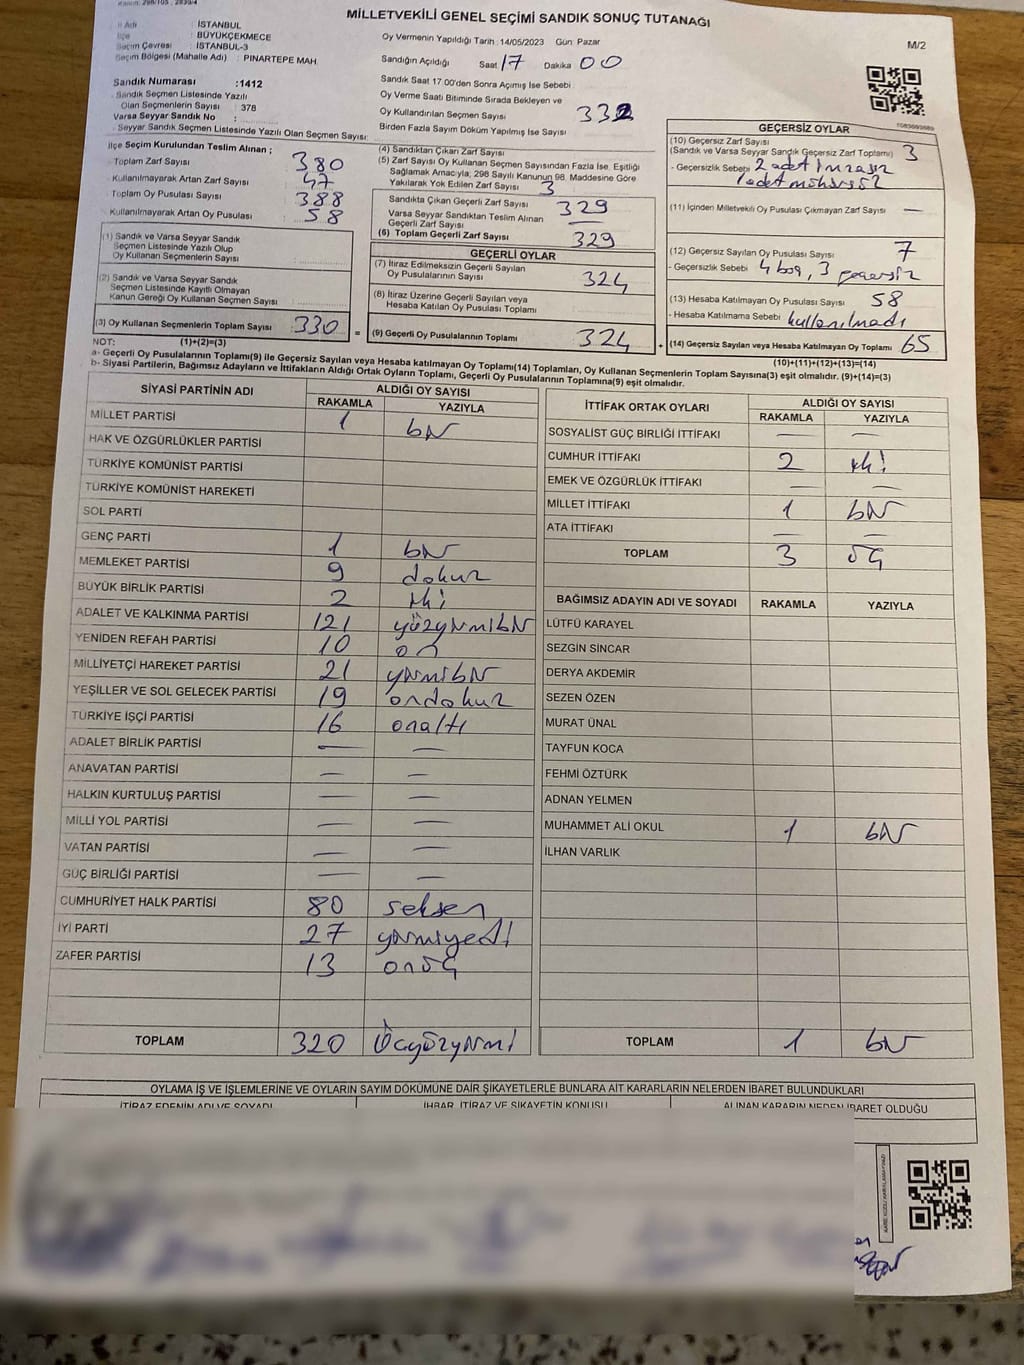 MİLLETVEKİLİ GENEL SEÇİMİ SANDIK SONUÇ TUTANAĞI
M/2
İli Adı : İSTANBUL
İlçe : BÜYÜKÇEKMECE
Seçim Çevresi : İSTANBUL-3
Seçim Bölgesi (Mahalle Adı) : PINARTEPE MAH.
Oy Vermenin Yapıldığı Tarih : 14/05/2023 Gün Pazar
Sandığın Açıldığı Saat 17 Dakika 00
Sandık Numarası :1412
Sandık Seçmen Listesinde Yazılı
Olan Seçmenlerin Sayısı : 378
Varsa Seyyar Sandık No :
Seyyar Sandık Seçmen Listesinde Yazılı Olan Seçmen Sayısı:
Sandık Saat 17.00'den Sonra Açımış İse Sebebi :
Oy Verme Saati Bitiminde Sırada Bekleyen ve
Oy Kullandırılan Seçmen Sayısı 332
Birden Fazla Sayım Döküm Yapılmış İse Sayısı :
İlçe Seçim Kurulundan Teslim Alınan ;
Toplam Zarf Sayısı : 380
Kullanılmayarak Artan Zarf Sayısı : 47
Toplam Oy Pusulası Sayısı : 388
Kullanılmayarak Artan Oy Pusulası : 58
(1) Sandık ve Varsa Seyyar Sandık
Seçmen Listesinde Yazılı Olup
Oy Kullanan Seçmenlerin Sayısı :
(2) Sandık ve Varsa Seyyar Sandık
Seçmen Listesinde Kayıtlı Olmayan
Kanun Gereği Oy Kullanan Seçmen Sayısı :
(3) Oy Kullanan Seçmenlerin Toplam Sayısı : 330 =
NOT: (1)+(2)=(3)
(4) Sandıktan Çıkan Zarf Sayısı
(5) Zarf Sayısı Oy Kullanan Seçmen Sayısından Fazla İse, Eşitliği
Sağlamak Amacıyla; 298 Sayılı Kanunun 98. Maddesine Göre
Yakılarak Yok Edilen Zarf Sayısı : 3
Sandıkta Çıkan Geçerli Zarf Sayısı 329
Varsa Seyyar Sandıktan Teslim Alınan
Geçerli Zarf Sayısı
(6) Toplam Geçerli Zarf Sayısı 329
GEÇERLİ OYLAR
(7) İtiraz Edilmeksizin Geçerli Sayılan
Oy Pusulalarının Sayısı : 324
(8) İtiraz Üzerine Geçerli Sayılan veya
Hesaba Katılan Oy Pusulası Toplamı :
(9) Geçerli Oy Pusulalarının Toplamı 324 +
GEÇERSİZ OYLAR
(10) Geçersiz Zarf Sayısı
(Sandık ve Varsa Seyyar Sandık Geçersiz Zarf Toplamı) : 3
- Geçersizlik Sebebi : 2 adet imzasız
1 adet mühürsüz
(11) İçinden Milletvekili Oy Pusulası Çıkmayan Zarf Sayısı : —
(12) Geçersiz Sayılan Oy Pusulası Sayısı : 7
- Geçersizlik Sebebi : 4 boş, 3 geçersiz
(13) Hesaba Katılmayan Oy Pusulası Sayısı : 58
- Hesaba Katılmama Sebebi : kullanılmadı
(14) Geçersiz Sayılan veya Hesaba Katılmayan Oy Toplamı : 65
(10)+(11)+(12)+(13)=(14)
a- Geçerli Oy Pusulalarının Toplamı(9) ile Geçersiz Sayılan veya Hesaba katılmayan Oy Toplamı(14) Toplamları, Oy Kullanan Seçmenlerin Toplam Sayısına(3) eşit olmalıdır. (9)+(14)=(3)
b- Siyasi Partilerin, Bağımsız Adayların ve İttifakların Aldığı Ortak Oyların Toplamı, Geçerli Oy Pusulalarının Toplamına(9) eşit olmalıdır.
SİYASİ PARTİNİN ADI ALDIĞI OY SAYISI
RAKAMLA YAZIYLA
MİLLET PARTİSİ 1 bir
HAK VE ÖZGÜRLÜKLER PARTİSİ
TÜRKİYE KOMÜNİST PARTİSİ
TÜRKİYE KOMÜNİST HAREKETİ
SOL PARTİ
GENÇ PARTİ 1 bir
MEMLEKET PARTİSİ 9 dokuz
BÜYÜK BİRLİK PARTİSİ 2 iki
ADALET VE KALKINMA PARTİSİ 121 yüzyirmibir
YENİDEN REFAH PARTİSİ 10 on
MİLLİYETÇİ HAREKET PARTİSİ 21 yirmibir
YEŞİLLER VE SOL GELECEK PARTİSİ 19 ondokuz
TÜRKİYE İŞÇİ PARTİSİ 16 onaltı
ADALET BİRLİK PARTİSİ — —
ANAVATAN PARTİSİ — —
HALKIN KURTULUŞ PARTİSİ — —
MİLLİ YOL PARTİSİ — —
VATAN PARTİSİ — —
GÜÇ BİRLİĞİ PARTİSİ — —
CUMHURİYET HALK PARTİSİ 80 seksen
İYİ PARTİ 27 yirmiyedi
ZAFER PARTİSİ 13 onüç
TOPLAM 320 Üçyüzyirmi
İTTİFAK ORTAK OYLARI ALDIĞI OY SAYISI
RAKAMLA YAZIYLA
SOSYALİST GÜÇ BİRLİĞİ İTTİFAKI — —
CUMHUR İTTİFAKI 2 iki
EMEK VE ÖZGÜRLÜK İTTİFAKI — —
MİLLET İTTİFAKI 1 bir
ATA İTTİFAKI — —
TOPLAM 3 üç
BAĞIMSIZ ADAYIN ADI VE SOYADI RAKAMLA YAZIYLA
LÜTFÜ KARAYEL
SEZGİN SİNCAR
DERYA AKDEMİR
SEZEN ÖZEN
MURAT ÜNAL
TAYFUN KOCA
FEHMİ ÖZTÜRK
ADNAN YELMEN
MUHAMMET ALİ OKUL 1 bir
İLHAN VARLIK
TOPLAM 1 bir
OYLAMA İŞ VE İŞLEMLERİNE VE OYLARIN SAYIM DÖKÜMÜNE DAİR ŞİKAYETLERLE BUNLARA AİT KARARLARIN NELERDEN İBARET BULUNDUKLARI
İTİRAZ EDENİN ADI VE SOYADI İHBAR, İTİRAZ VE ŞİKAYETİN KONUSU ALINAN KARARIN NEDEN İBARET OLDUĞU